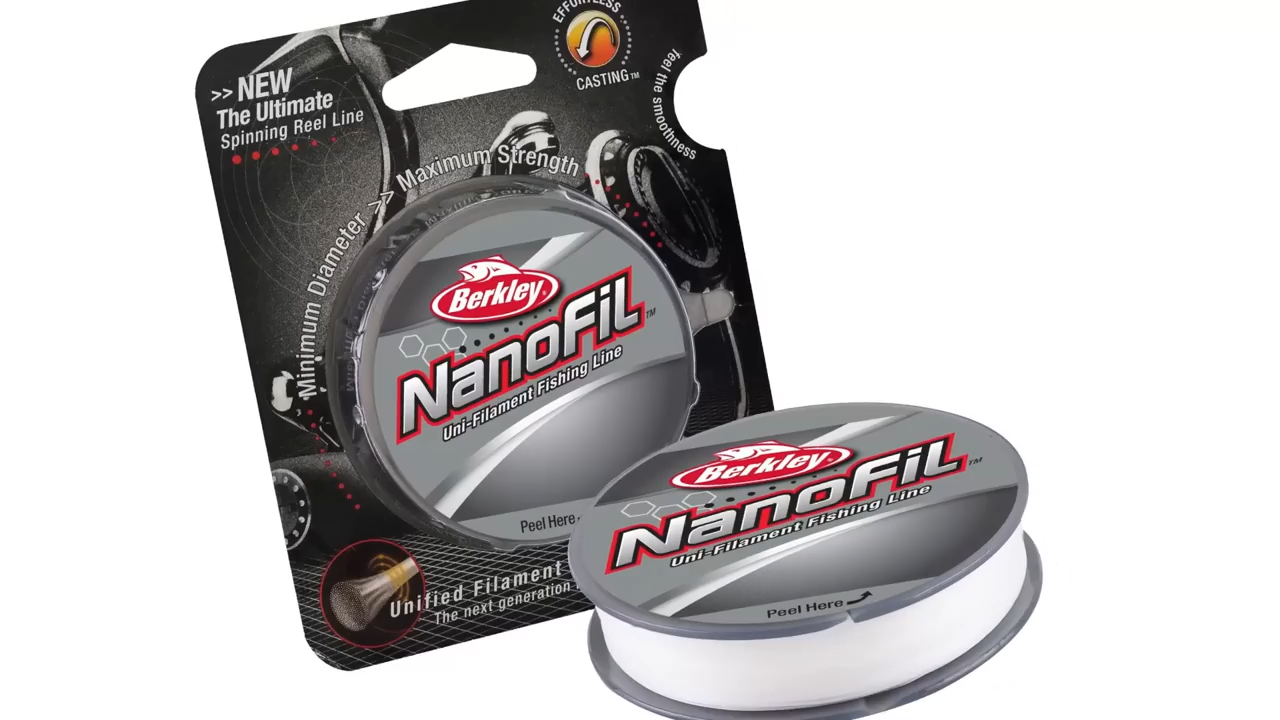 >> NEW
The Ultimate
Spinning Reel Line
EFFORTLESS
CASTING™
feel the smoothness
Minimum Diameter >> Maximum Strength
Berkley
NanoFil™
Uni-Filament Fishing Line
Peel Here
Unified Filament
The next generation
Berkley
NanoFil™
Uni-Filament Fishing Line
Peel Here